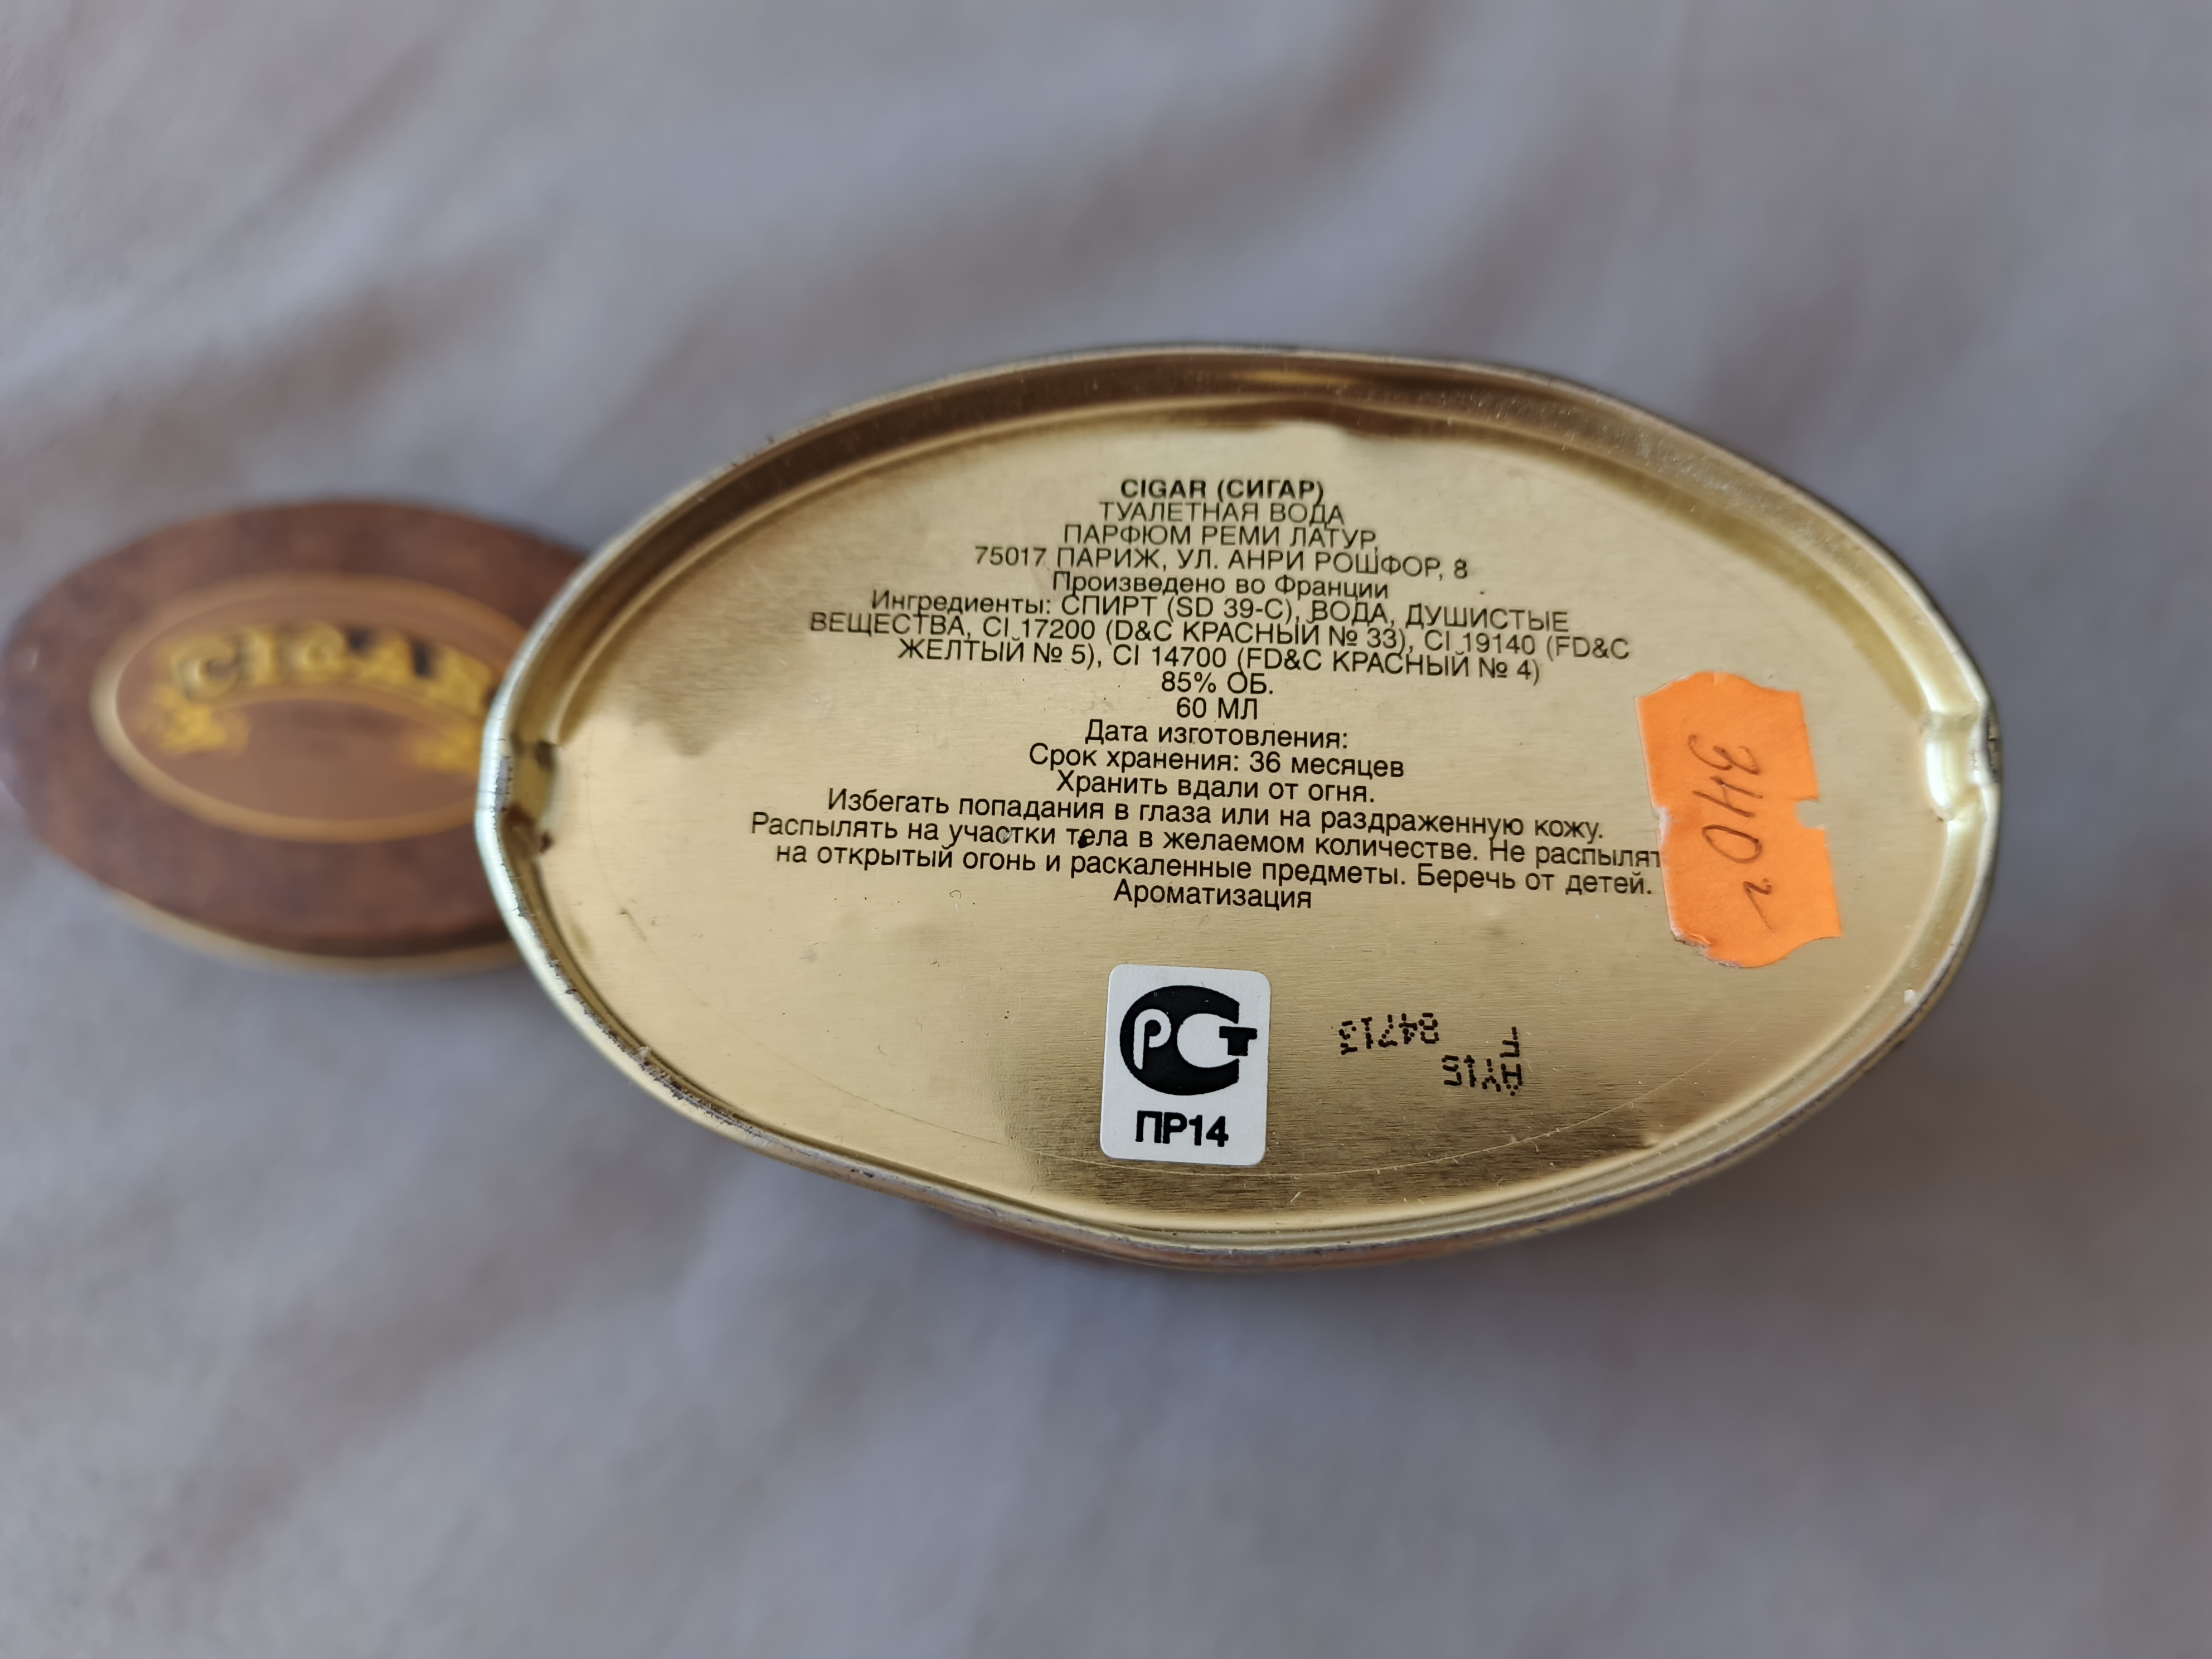 CIGAR (СИГАР)
ТУАЛЕТНАЯ ВОДА
ПАРФЮМ РЕМИ ЛАТУР
75017 ПАРИЖ, УЛ. АНРИ РОШФОР, 8
Произведено во Франции
Ингредиенты: СПИРТ (SD 39-C), ВОДА, ДУШИСТЫЕ
ВЕЩЕСТВА, CI 17200 (D&C КРАСНЫЙ № 33), CI 19140 (FD&C
ЖЕЛТЫЙ № 5), CI 14700 (FD&C КРАСНЫЙ № 4)
85% ОБ.
60 МЛ
Дата изготовления:
Срок хранения: 36 месяцев
Хранить вдали от огня.
Избегать попадания в глаза или на раздраженную кожу.
Распылять на участки тела в желаемом количестве. Не распылят
на открытый огонь и раскаленные предметы. Беречь от детей.
Ароматизация
РСТ
ПР14
84713
CIGAR